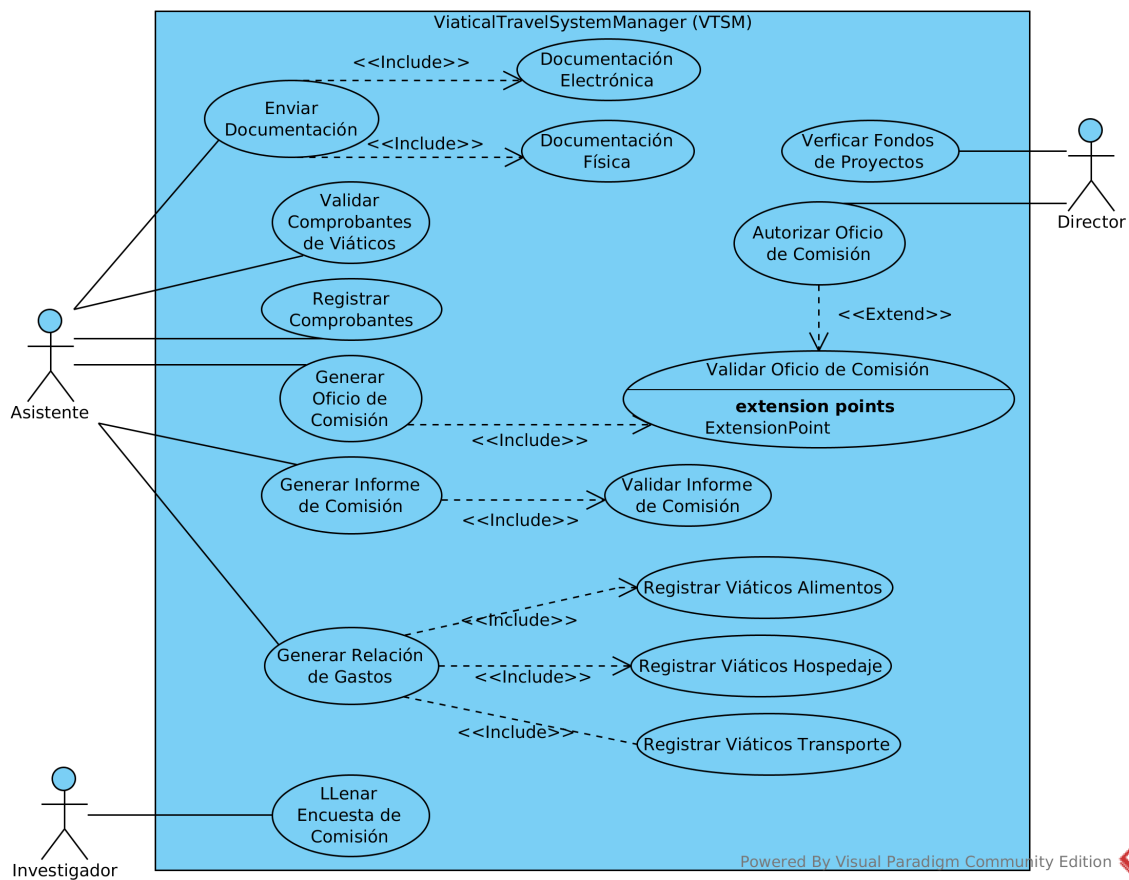 ViaticalTravelSystemManager (VTSM)
<<Include>>
Documentación
Electrónica
Enviar
Documentación
<<Include>>
Documentación
Física
Verficar Fondos
de Proyectos
Director
Validar
Comprobantes
de Viáticos
Autorizar Oficio
de Comisión
Registrar
Comprobantes
<<Extend>>
Asistente
Generar
Oficio de
Comisión
<<Include>>
Validar Oficio de Comisión
extension points
ExtensionPoint
Generar Informe
de Comisión
<<Include>>
Validar Informe
de Comisión
Registrar Viáticos Alimentos
<<Include>>
Generar Relación
de Gastos
<<Include>>
Registrar Viáticos Hospedaje
<<Include>>
Registrar Viáticos Transporte
LLenar
Encuesta de
Comisión
Investigador
Powered By Visual Paradigm Community Edition